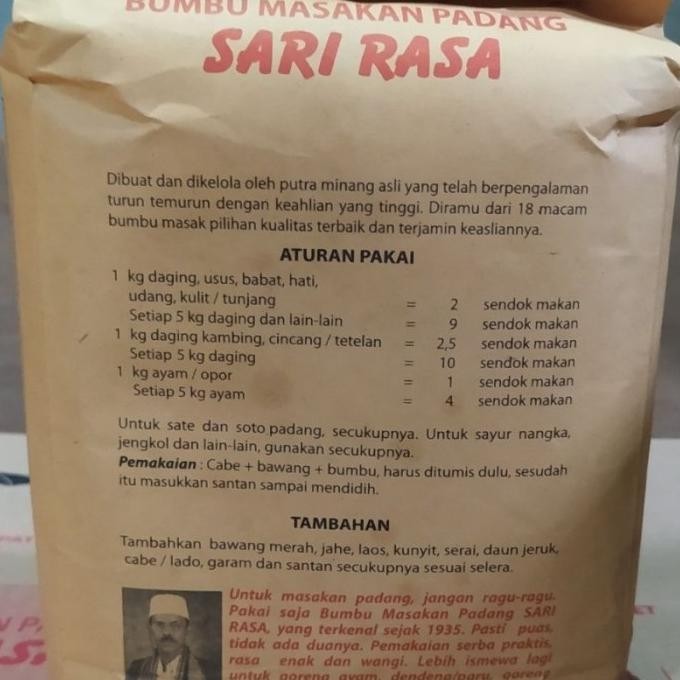 BUMBU MASAKAN PADANG
SARI RASA
Dibuat dan dikelola oleh putra minang asli yang telah berpengalaman
turun temurun dengan keahlian yang tinggi. Diramu dari 18 macam
bumbu masak pilihan kualitas terbaik dan terjamin keasliannya.
ATURAN PAKAI
1 kg daging, usus, babat, hati,
udang, kulit / tunjang = 2 sendok makan
Setiap 5 kg daging dan lain-lain = 9 sendok makan
1 kg daging kambing, cincang / tetelan = 2,5 sendok makan
Setiap 5 kg daging = 10 sendok makan
1 kg ayam / opor = 1 sendok makan
Setiap 5 kg ayam = 4 sendok makan
Untuk sate dan soto padang, secukupnya. Untuk sayur nangka,
jengkol dan lain-lain, gunakan secukupnya.
Pemakaian : Cabe + bawang + bumbu, harus ditumis dulu, sesudah
itu masukkan santan sampai mendidih.
TAMBAHAN
Tambahkan bawang merah, jahe, laos, kunyit, serai, daun jeruk,
cabe / lado, garam dan santan secukupnya sesuai selera.
Untuk masakan padang, jangan ragu-ragu.
Pakai saja Bumbu Masakan Padang SARI
RASA, yang terkenal sejak 1935. Pasti puas,
tidak ada duanya. Pemakaian serba praktis,
rasa enak dan wangi. Lebih ismewa lagi
untuk goreng ayam, dendeng/paru, goreng